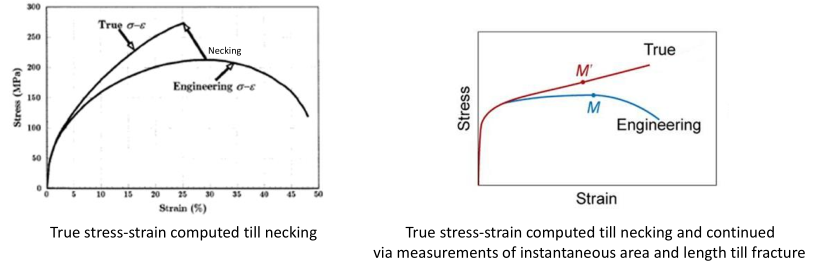 300
250
200
150
100
50
0
Stress (MPa)
True σ–ε
Necking
Engineering σ–ε
0 5 10 15 20 25 30 35 40 45 50
Strain (%)
True stress-strain computed till necking
Stress
True
M'
M
Engineering
Strain
True stress-strain computed till necking and continued
via measurements of instantaneous area and length till fracture